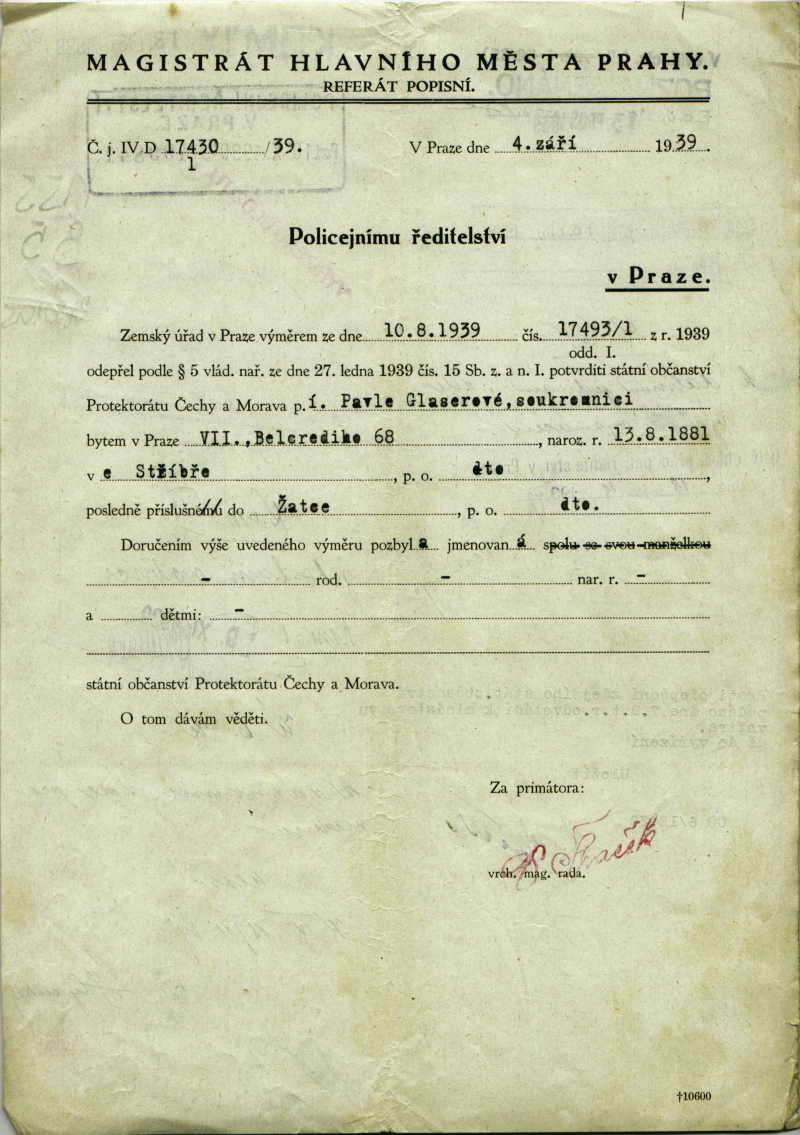 MAGISTRÁT HLAVNÍHO MĚSTA PRAHY.
REFERÁT POPISNÍ.
Č. j. IV D 17430 /39. V Praze dne 4. září 1939.
1
Policejnímu ředitelství
v Praze.
Zemský úřad v Praze výměrem ze dne 10.8.1939 čís. 17493/1 z r. 1939
odd. I.
odepřel podle § 5 vlád. nař. ze dne 27. ledna 1939 čís. 15 Sb. z. a n. I. potvrditi státní občanství
Protektorátu Čechy a Morava p.í. Pavle Glaserové, soukromnici
bytem v Praze VII., Belcrediho 68, naroz. r. 13.8.1881
v e Stžíbře, p. o. dto,
posledně příslušné do Žatce, p. o. dto.
Doručením výše uvedeného výměru pozbyla jmenovaná spolu se svou manželkou
- rod. - nar. r. -
a dětmi: -
státní občanství Protektorátu Čechy a Morava.
O tom dávám věděti.
Za primátora:
vrch. mag. rada.
†10600